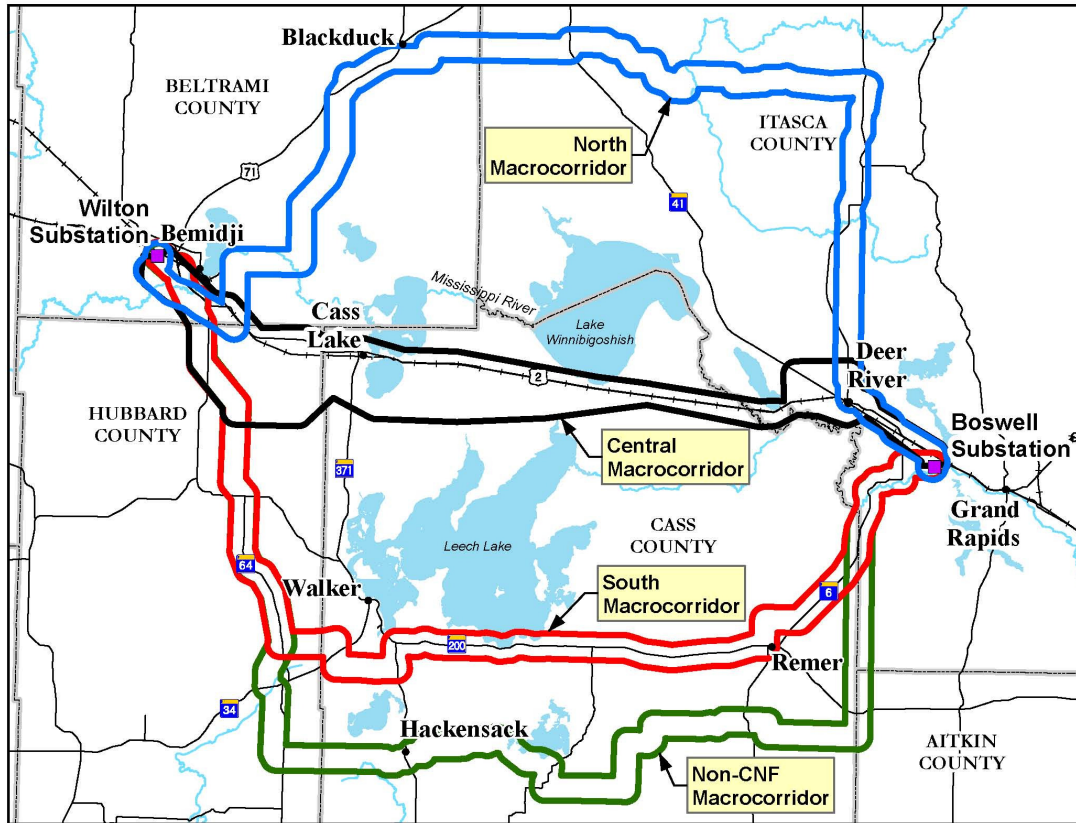 Blackduck
BELTRAMI
COUNTY
ITASCA
COUNTY
North
Macrocorridor
71
41
Wilton
Substation
Bemidji
Mississippi River
Cass
Lake
Lake
Winnibigoshish
2
Deer
River
HUBBARD
COUNTY
Boswell
Substation
Central
Macrocorridor
371
Grand
Rapids
CASS
COUNTY
Leech Lake
64
Walker
South
Macrocorridor
6
200
Remer
34
Hackensack
AITKIN
COUNTY
Non-CNF
Macrocorridor